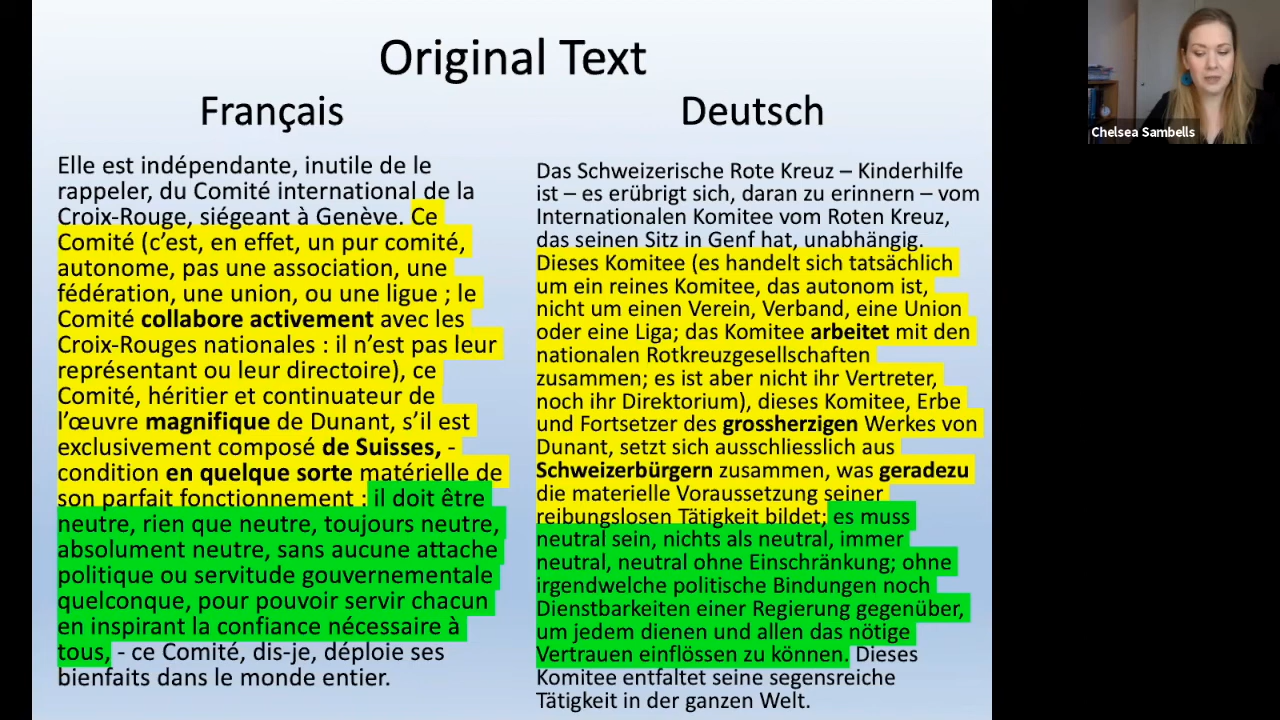 Original Text
Français
Elle est indépendante, inutile de le
rappeler, du Comité international de la
Croix-Rouge, siégeant à Genève. Ce
Comité (c’est, en effet, un pur comité,
autonome, pas une association, une
fédération, une union, ou une ligue ; le
Comité collabore activement avec les
Croix-Rouges nationales : il n’est pas leur
représentant ou leur directoire), ce
Comité, héritier et continuateur de
l’œuvre magnifique de Dunant, s’il est
exclusivement composé de Suisses, -
condition en quelque sorte matérielle de
son parfait fonctionnement : il doit être
neutre, rien que neutre, toujours neutre,
absolument neutre, sans aucune attache
politique ou servitude gouvernementale
quelconque, pour pouvoir servir chacun
en inspirant la confiance nécessaire à
tous, - ce Comité, dis-je, déploie ses
bienfaits dans le monde entier.
Deutsch
Das Schweizerische Rote Kreuz – Kinderhilfe
ist – es erübrigt sich, daran zu erinnern – vom
Internationalen Komitee vom Roten Kreuz,
das seinen Sitz in Genf hat, unabhängig.
Dieses Komitee (es handelt sich tatsächlich
um ein reines Komitee, das autonom ist,
nicht um einen Verein, Verband, eine Union
oder eine Liga; das Komitee arbeitet mit den
nationalen Rotkreuzgesellschaften
zusammen; es ist aber nicht ihr Vertreter,
noch ihr Direktorium), dieses Komitee, Erbe
und Fortsetzer des grossherzigen Werkes von
Dunant, setzt sich ausschliesslich aus
Schweizerbürgern zusammen, was geradezu
die materielle Voraussetzung seiner
reibungslosen Tätigkeit bildet; es muss
neutral sein, nichts als neutral, immer
neutral, neutral ohne Einschränkung; ohne
irgendwelche politische Bindungen noch
Dienstbarkeiten einer Regierung gegenüber,
um jedem dienen und allen das nötige
Vertrauen einflössen zu können. Dieses
Komitee entfaltet seine segensreiche
Tätigkeit in der ganzen Welt.
Chelsea Sambells